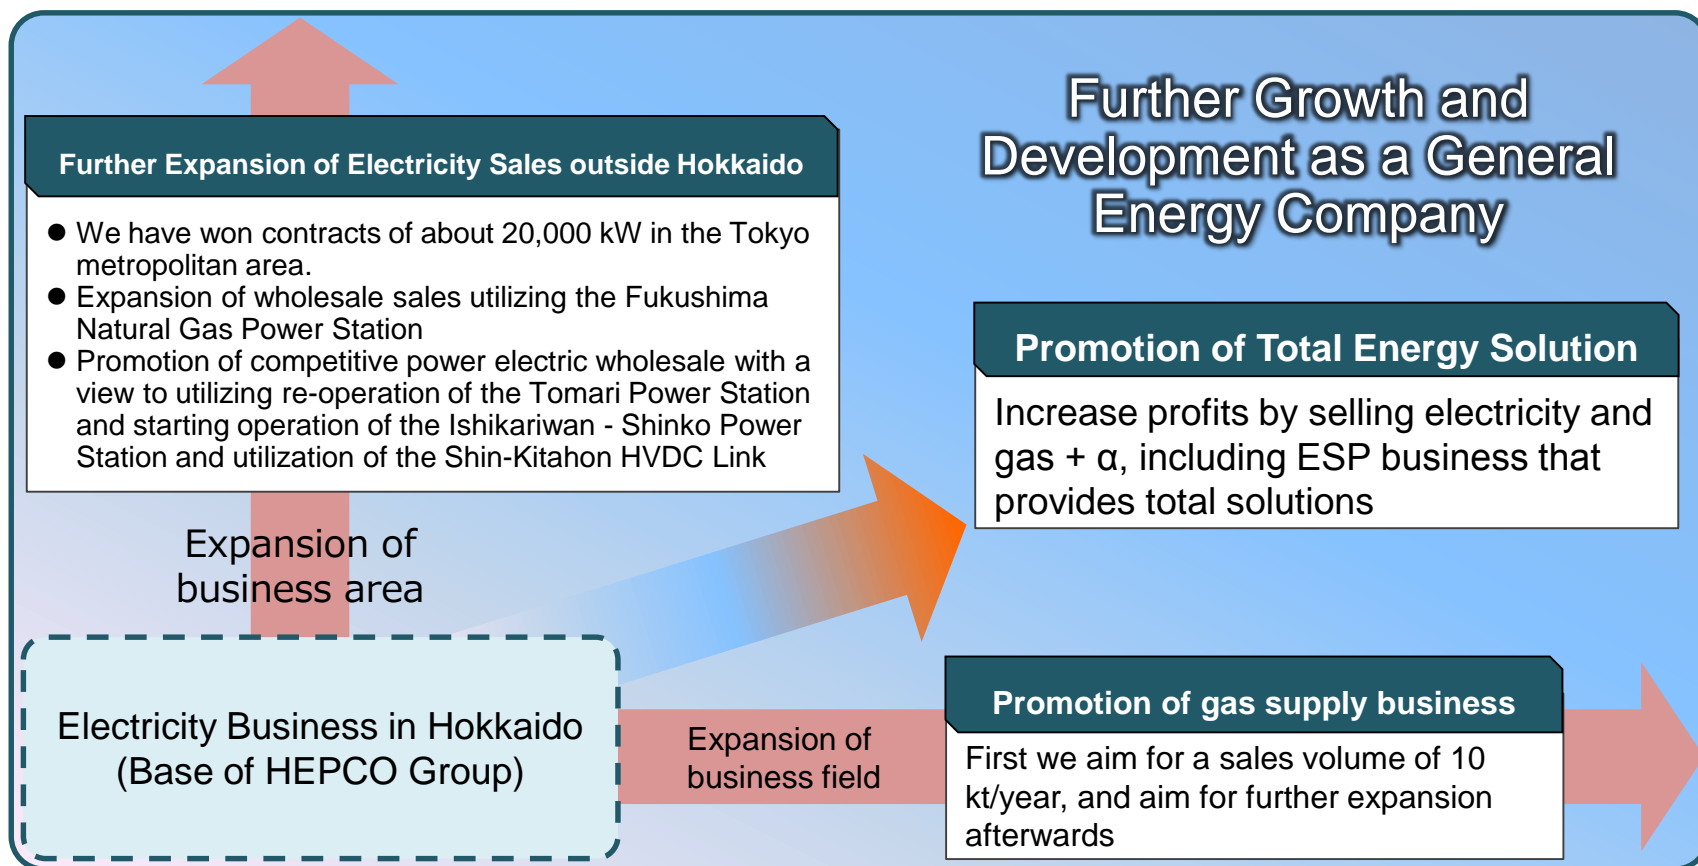 Further Growth and
Development as a General
Energy Company
Further Expansion of Electricity Sales outside Hokkaido
● We have won contracts of about 20,000 kW in the Tokyo
metropolitan area.
● Expansion of wholesale sales utilizing the Fukushima
Natural Gas Power Station
● Promotion of competitive power electric wholesale with a
view to utilizing re-operation of the Tomari Power Station
and starting operation of the Ishikariwan - Shinko Power
Station and utilization of the Shin-Kitahon HVDC Link
Promotion of Total Energy Solution
Increase profits by selling electricity and
gas + α, including ESP business that
provides total solutions
Expansion of
business area
Electricity Business in Hokkaido
(Base of HEPCO Group)
Expansion of
business field
Promotion of gas supply business
First we aim for a sales volume of 10
kt/year, and aim for further expansion
afterwards